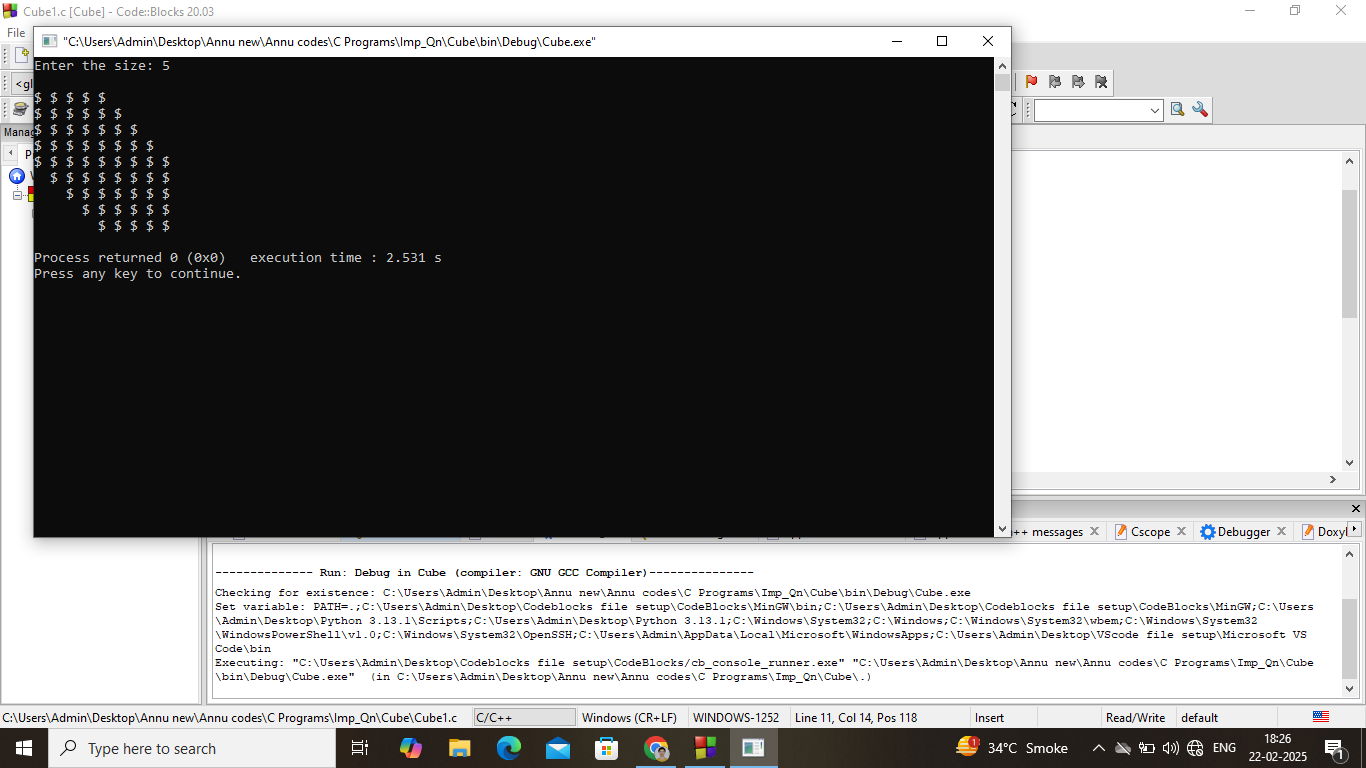 Cube1.c [Cube] - Code::Blocks 20.03
File
"C:\Users\Admin\Desktop\Annu new\Annu codes\C Programs\Imp_Qn\Cube\bin\Debug\Cube.exe"
Enter the size: 5
$ $ $ $ $
$ $ $ $ $ $
$ $ $ $ $ $ $
$ $ $ $ $ $ $ $
$ $ $ $ $ $ $ $ $
  $ $ $ $ $ $ $ $
    $ $ $ $ $ $ $
      $ $ $ $ $ $
        $ $ $ $ $
Process returned 0 (0x0)   execution time : 2.531 s
Press any key to continue.
<gl
Manag
P
++ messages
Cscope
Debugger
Doxyl
-------------- Run: Debug in Cube (compiler: GNU GCC Compiler)---------------
Checking for existence: C:\Users\Admin\Desktop\Annu new\Annu codes\C Programs\Imp_Qn\Cube\bin\Debug\Cube.exe
Set variable: PATH=.;C:\Users\Admin\Desktop\Codeblocks file setup\CodeBlocks\MinGW\bin;C:\Users\Admin\Desktop\Codeblocks file setup\CodeBlocks\MinGW;C:\Users
\Admin\Desktop\Python 3.13.1\Scripts;C:\Users\Admin\Desktop\Python 3.13.1;C:\Windows\System32;C:\Windows;C:\Windows\System32\wbem;C:\Windows\System32
\WindowsPowerShell\v1.0;C:\Windows\System32\OpenSSH;C:\Users\Admin\AppData\Local\Microsoft\WindowsApps;C:\Users\Admin\Desktop\VScode file setup\Microsoft VS
Code\bin
Executing: "C:\Users\Admin\Desktop\Codeblocks file setup\CodeBlocks/cb_console_runner.exe" "C:\Users\Admin\Desktop\Annu new\Annu codes\C Programs\Imp_Qn\Cube
\bin\Debug\Cube.exe"  (in C:\Users\Admin\Desktop\Annu new\Annu codes\C Programs\Imp_Qn\Cube\.)
C:\Users\Admin\Desktop\Annu new\Annu codes\C Programs\Imp_Qn\Cube\Cube1.c
C/C++
Windows (CR+LF)
WINDOWS-1252
Line 11, Col 14, Pos 118
Insert
Read/Write
default
Type here to search
1
34°C Smoke
ENG
18:26
22-02-2025
1